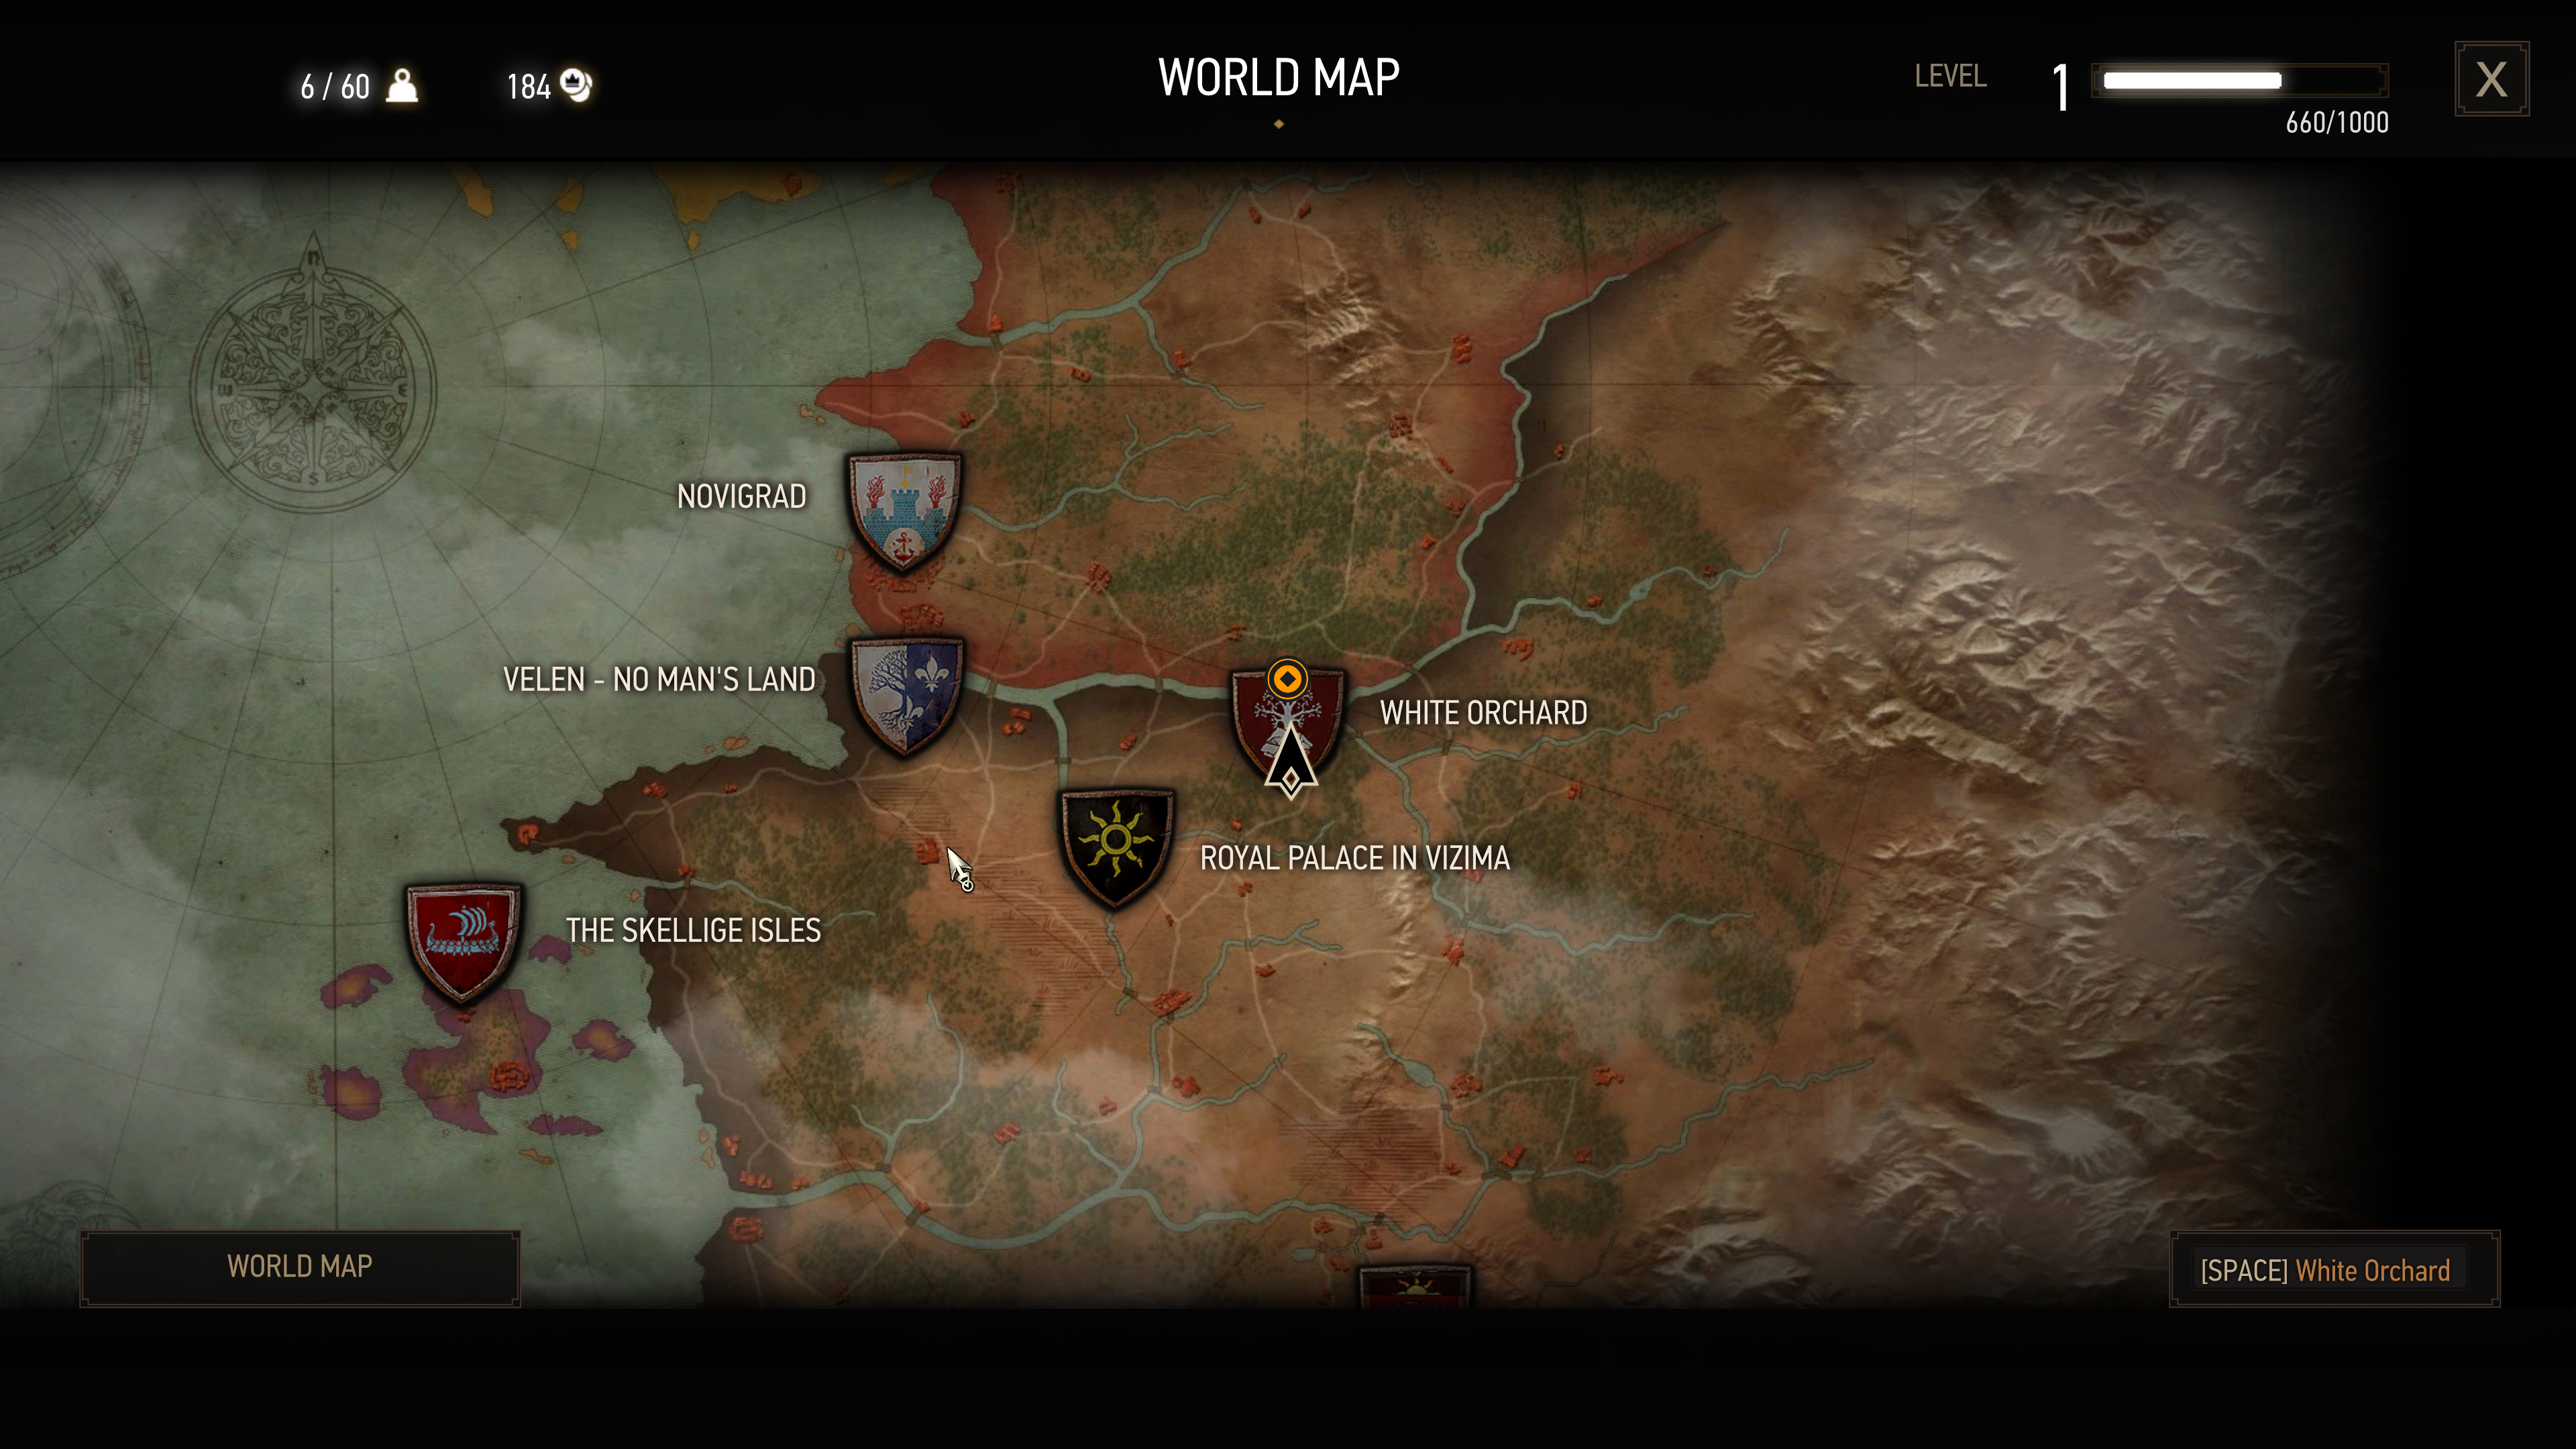 6 / 60
184
WORLD MAP
LEVEL
1
660/1000
X
n
S
NOVIGRAD
VELEN - NO MAN'S LAND
WHITE ORCHARD
ROYAL PALACE IN VIZIMA
THE SKELLIGE ISLES
WORLD MAP
[SPACE] White Orchard